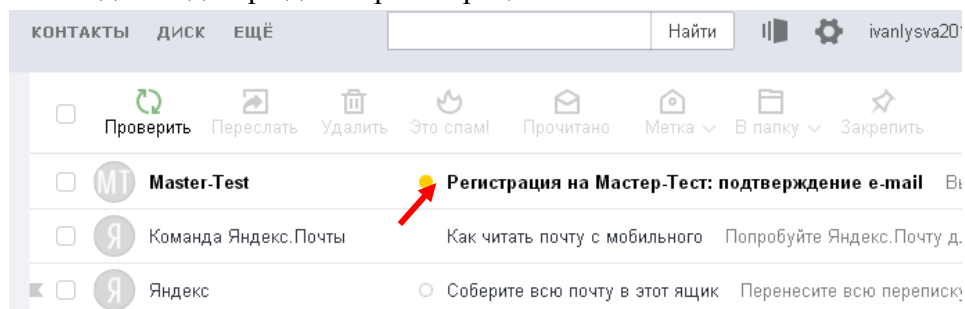 КОНТАКТЫ ДИСК ЕЩЁ Найти ivanlysva201
Проверить Переслать Удалить Это спам! Прочитано Метка В папку Закрепить
МТ Master-Test Регистрация на Мастер-Тест: подтверждение e-mail
Я Команда Яндекс.Почты Как читать почту с мобильного Попробуйте Яндекс.Почту д
Я Яндекс Соберите всю почту в этот ящик Перенесите всю переписку